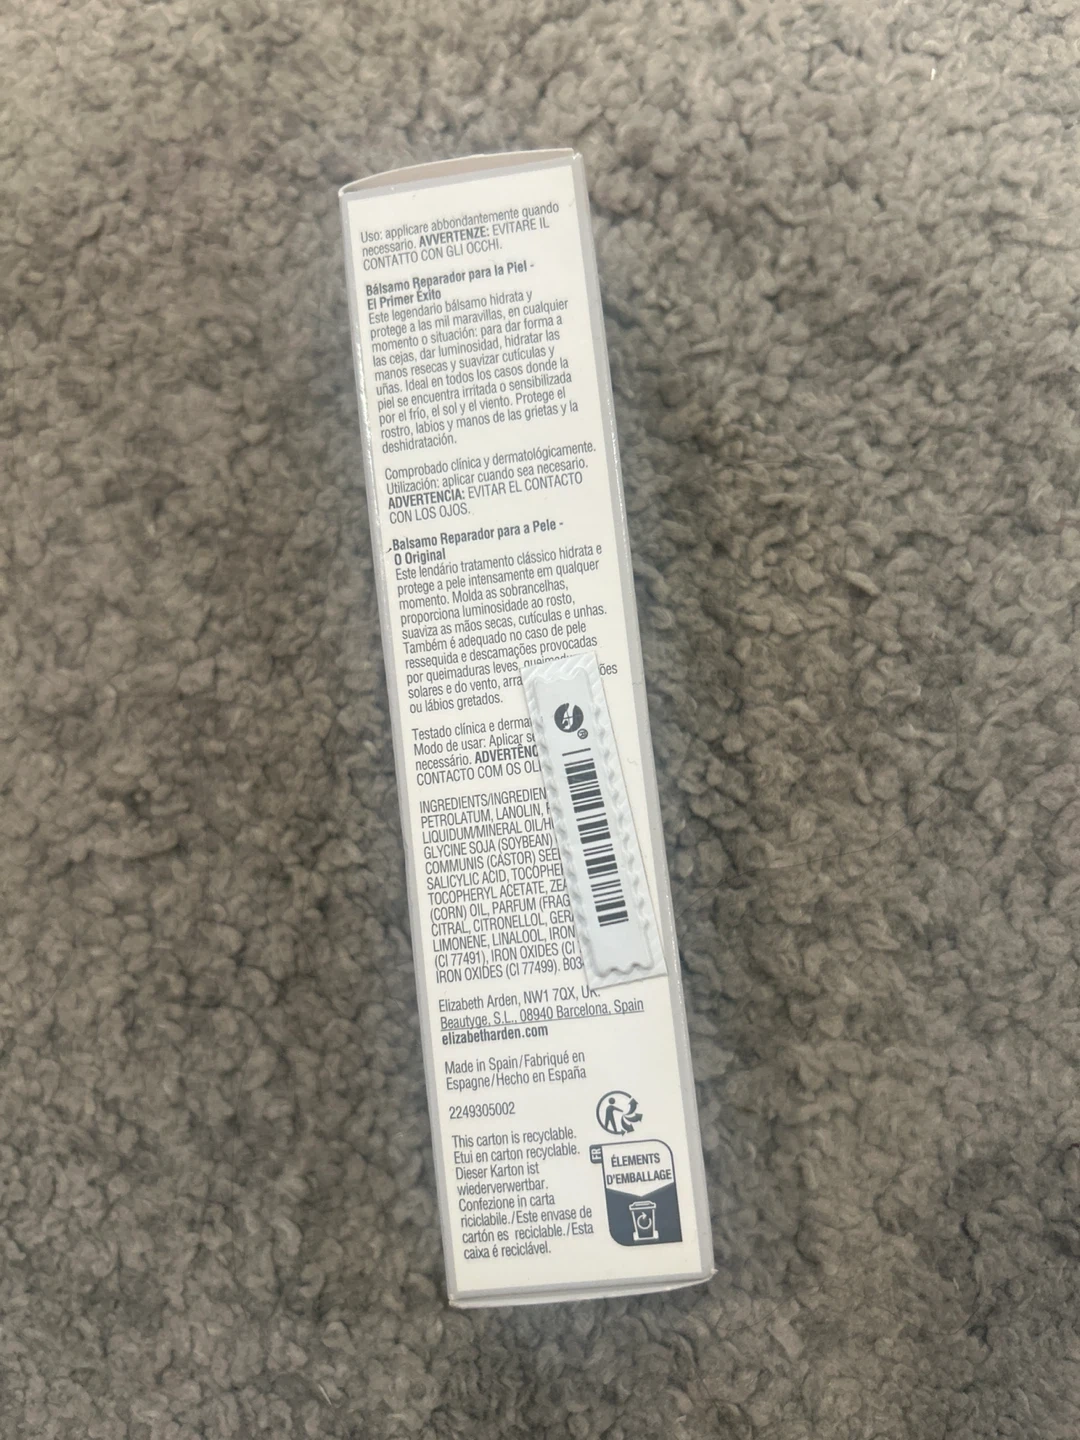 Uso: applicare abbondantemente quando
necessario. AVVERTENZE: EVITARE IL
CONTATTO CON GLI OCCHI.
Bálsamo Reparador para la Piel -
El Primer Éxito
Este legendario bálsamo hidrata y
protege a las mil maravillas, en cualquier
momento o situación: para dar forma a
las cejas, dar luminosidad, hidratar las
manos resecas y suavizar cutículas y
uñas. Ideal en todos los casos donde la
piel se encuentra irritada o sensibilizada
por el frío, el sol y el viento. Protege el
rostro, labios y manos de las grietas y la
deshidratación.
Comprobado clínica y dermatológicamente.
Utilización: aplicar cuando sea necesario.
ADVERTENCIA: EVITAR EL CONTACTO
CON LOS OJOS.
Balsamo Reparador para a Pele -
O Original
Este lendário tratamento clássico hidrata e
protege a pele intensamente em qualquer
momento. Molda as sobrancelhas,
proporciona luminosidade ao rosto,
suaviza as mãos secas, cutículas e unhas.
Também é adequado no caso de pele
ressequida e descamações provocadas
por queimaduras leves,
solares e do vento,
ou lábios gretados.
Testado clínica e
Modo de usar: Aplicar
necessário.
CONTACTO COM OS
PETROLATUM, LANOLIN,
LIQUIDUM/MINERAL
GLYCINE SOJA (SOYBEAN)
COMMUNIS (CASTOR)
SALICYLIC ACID,
TOCOPHERYL ACETATE,
(CORN) OIL, PARFUM
CITRAL, CITRONELLOL,
LIMONENE, LINALOOL, IRON
(CI 77491), IRON OXIDES (CI
IRON OXIDES (CI 77499).
Elizabeth Arden, NW1 7QX, UK.
Beautyge, S.L., 08940 Barcelona, Spain
elizabetharden.com
Made in Spain/Fabriqué en
Espagne/Hecho en España
2249305002
This carton is recyclable.
Étui en carton recyclable.
Dieser Karton ist
wiederverwertbar.
Confezione in carta
riciclabile./Este envase de
cartón es reciclable./Esta
caixa é reciclável.
FR
ÉLÉMENTS
D'EMBALLAGE